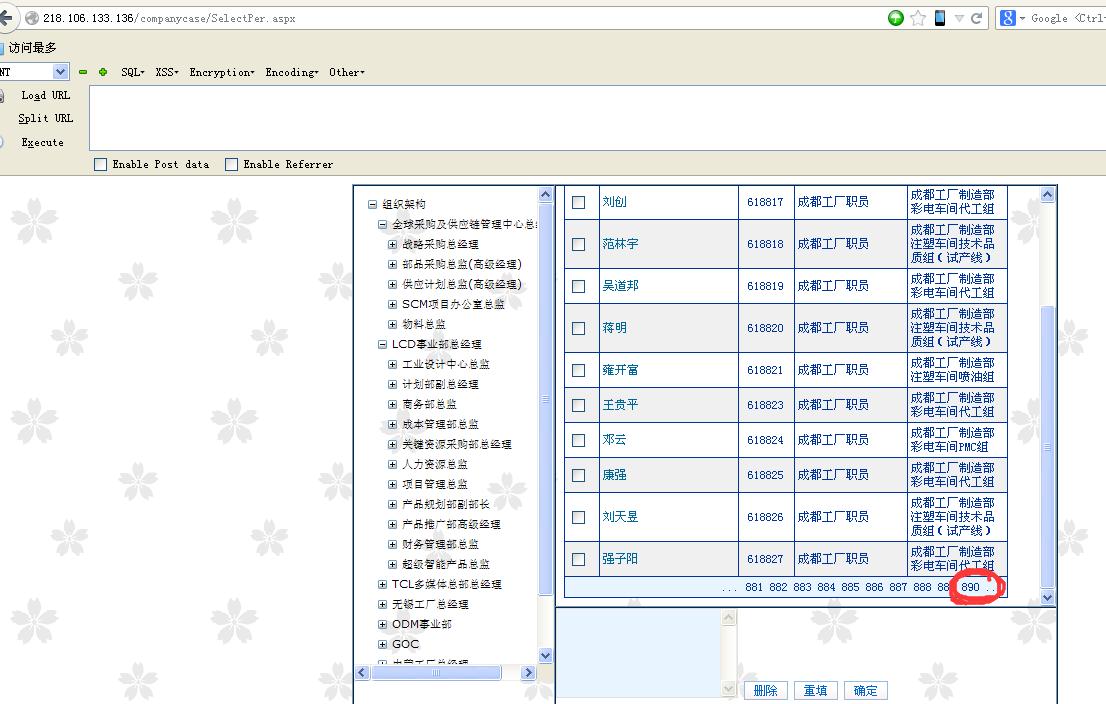 218.106.133.136/companycase/SelectPer.aspx
Google <Ctrl+
访问最多
NT
SQL▾ XSS▾ Encryption▾ Encoding▾ Other▾
Load URL
Split URL
Execute
Enable Post data Enable Referrer
组织架构
全球采购及供应链管理中心总
战略采购总经理
部品采购总监(高级经理)
供应计划总监(高级经理)
SCM项目办公室总监
物料总监
LCD事业部总经理
工业设计中心总监
计划部副总经理
商务部总监
成本管理部总监
关键资源采购部总经理
人力资源总监
项目管理总监
产品规划部副部长
产品推广部高级经理
财务管理部总监
超级智能产品总监
TCL多媒体总部总经理
无锡工厂总经理
ODM事业部
GOC
刘创 618817 成都工厂职员 成都工厂制造部
彩电车间代工组
范林宇 618818 成都工厂职员 成都工厂制造部
注塑车间技术品
质组(试产线)
吴道邦 618819 成都工厂职员 成都工厂制造部
彩电车间代工组
蒋明 618820 成都工厂职员 成都工厂制造部
注塑车间技术品
质组(试产线)
雍开富 618821 成都工厂职员 成都工厂制造部
注塑车间喷油组
王贵平 618823 成都工厂职员 成都工厂制造部
彩电车间代工组
邓云 618824 成都工厂职员 成都工厂制造部
彩电车间PMC组
康强 618825 成都工厂职员 成都工厂制造部
彩电车间代工组
刘天昱 618826 成都工厂职员 成都工厂制造部
注塑车间技术品
质组(试产线)
强子阳 618827 成都工厂职员 成都工厂制造部
彩电车间代工组
... 881 882 883 884 885 886 887 888 890 ..
删除 重填 确定